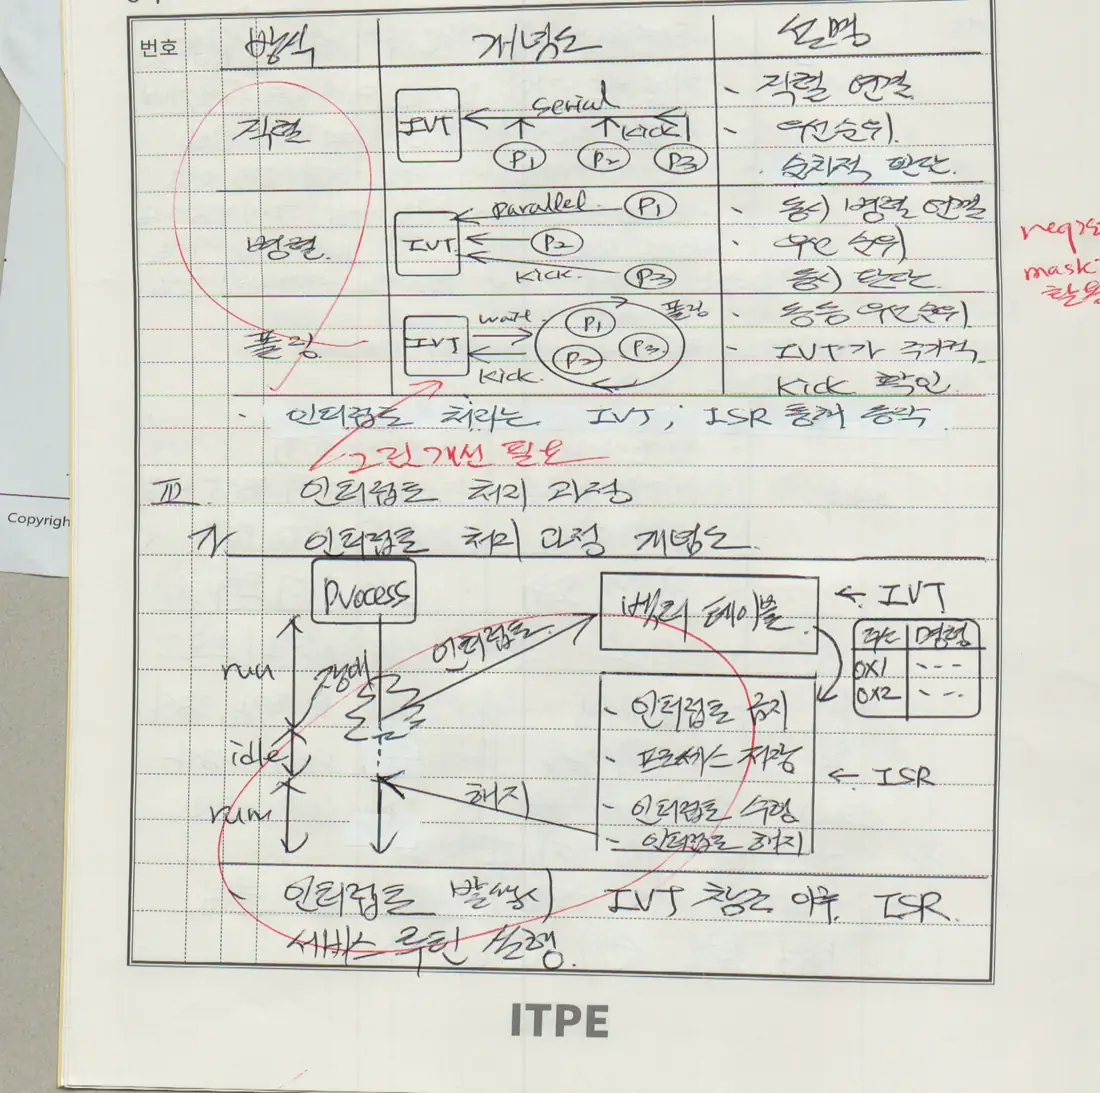 번호 방식 개념도 설명
직렬
IVT
serial
kick
P1 P2 P3
- 직렬 연결
- 우선순위
순차적 판단.
병렬.
IVT
parallel.
P1
P2
kick.
P3
- 동시 병렬 연결
- 우선 순위
동시 판단.
플링.
IVT
wait.
kick.
P1
P2 P3
플링
- 동등 우선순위.
- IVT가 주기적
kick 확인.
mask
활용
- 인터럽트 처리는 IVT, ISR 통해 동작.
그림 개선 필요
Ⅲ. 인터럽트 처리 과정
가 인터럽트 처리 과정 개념도.
process
run
장애
인터럽트.
idle
run
해지
벡터 테이블.
← IVT
주소 명령
0X1 ---
0X2 ---
- 인터럽트 금지
- 프로세스 저장
- 인터럽트 수행
- 인터럽트 해지
← ISR
- 인터럽트 발생시 IVT 참조 이후 ISR.
서비스 루틴 실행.
ITPE
Copyrigh